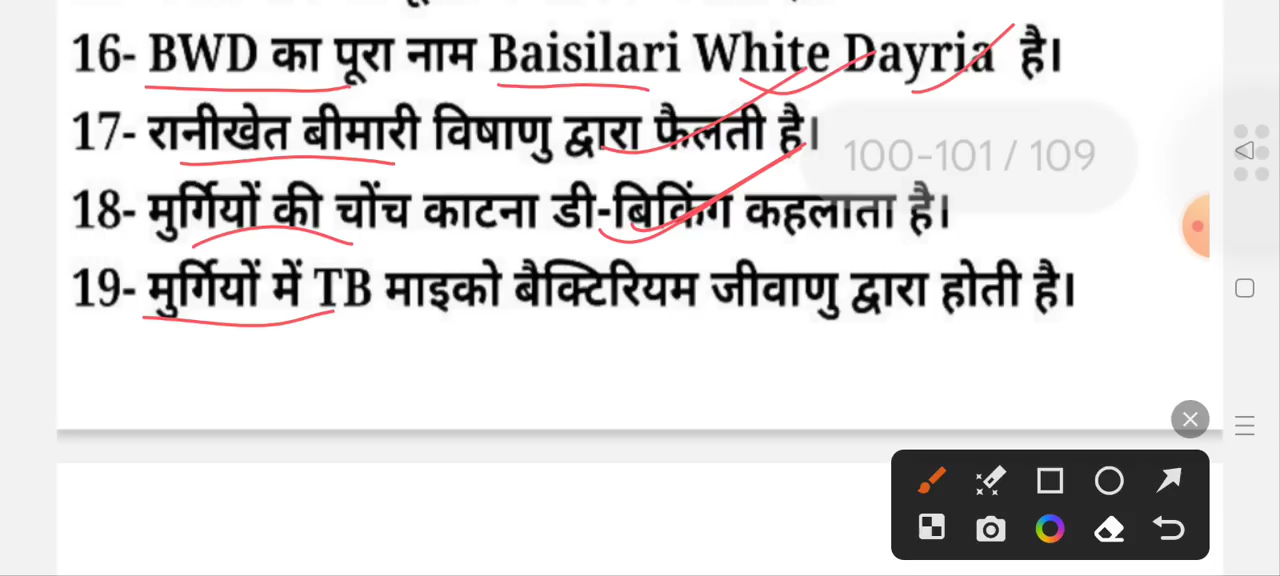 16- BWD का पूरा नाम Baisilari White Dayria है।
17- रानीखेत बीमारी विषाणु द्वारा फैलती है।
100-101 / 109
18- मुर्गियों की चोंच काटना डी-बिकिंग कहलाता है।
19- मुर्गियों में TB माइको बैक्टिरियम जीवाणु द्वारा होती है।